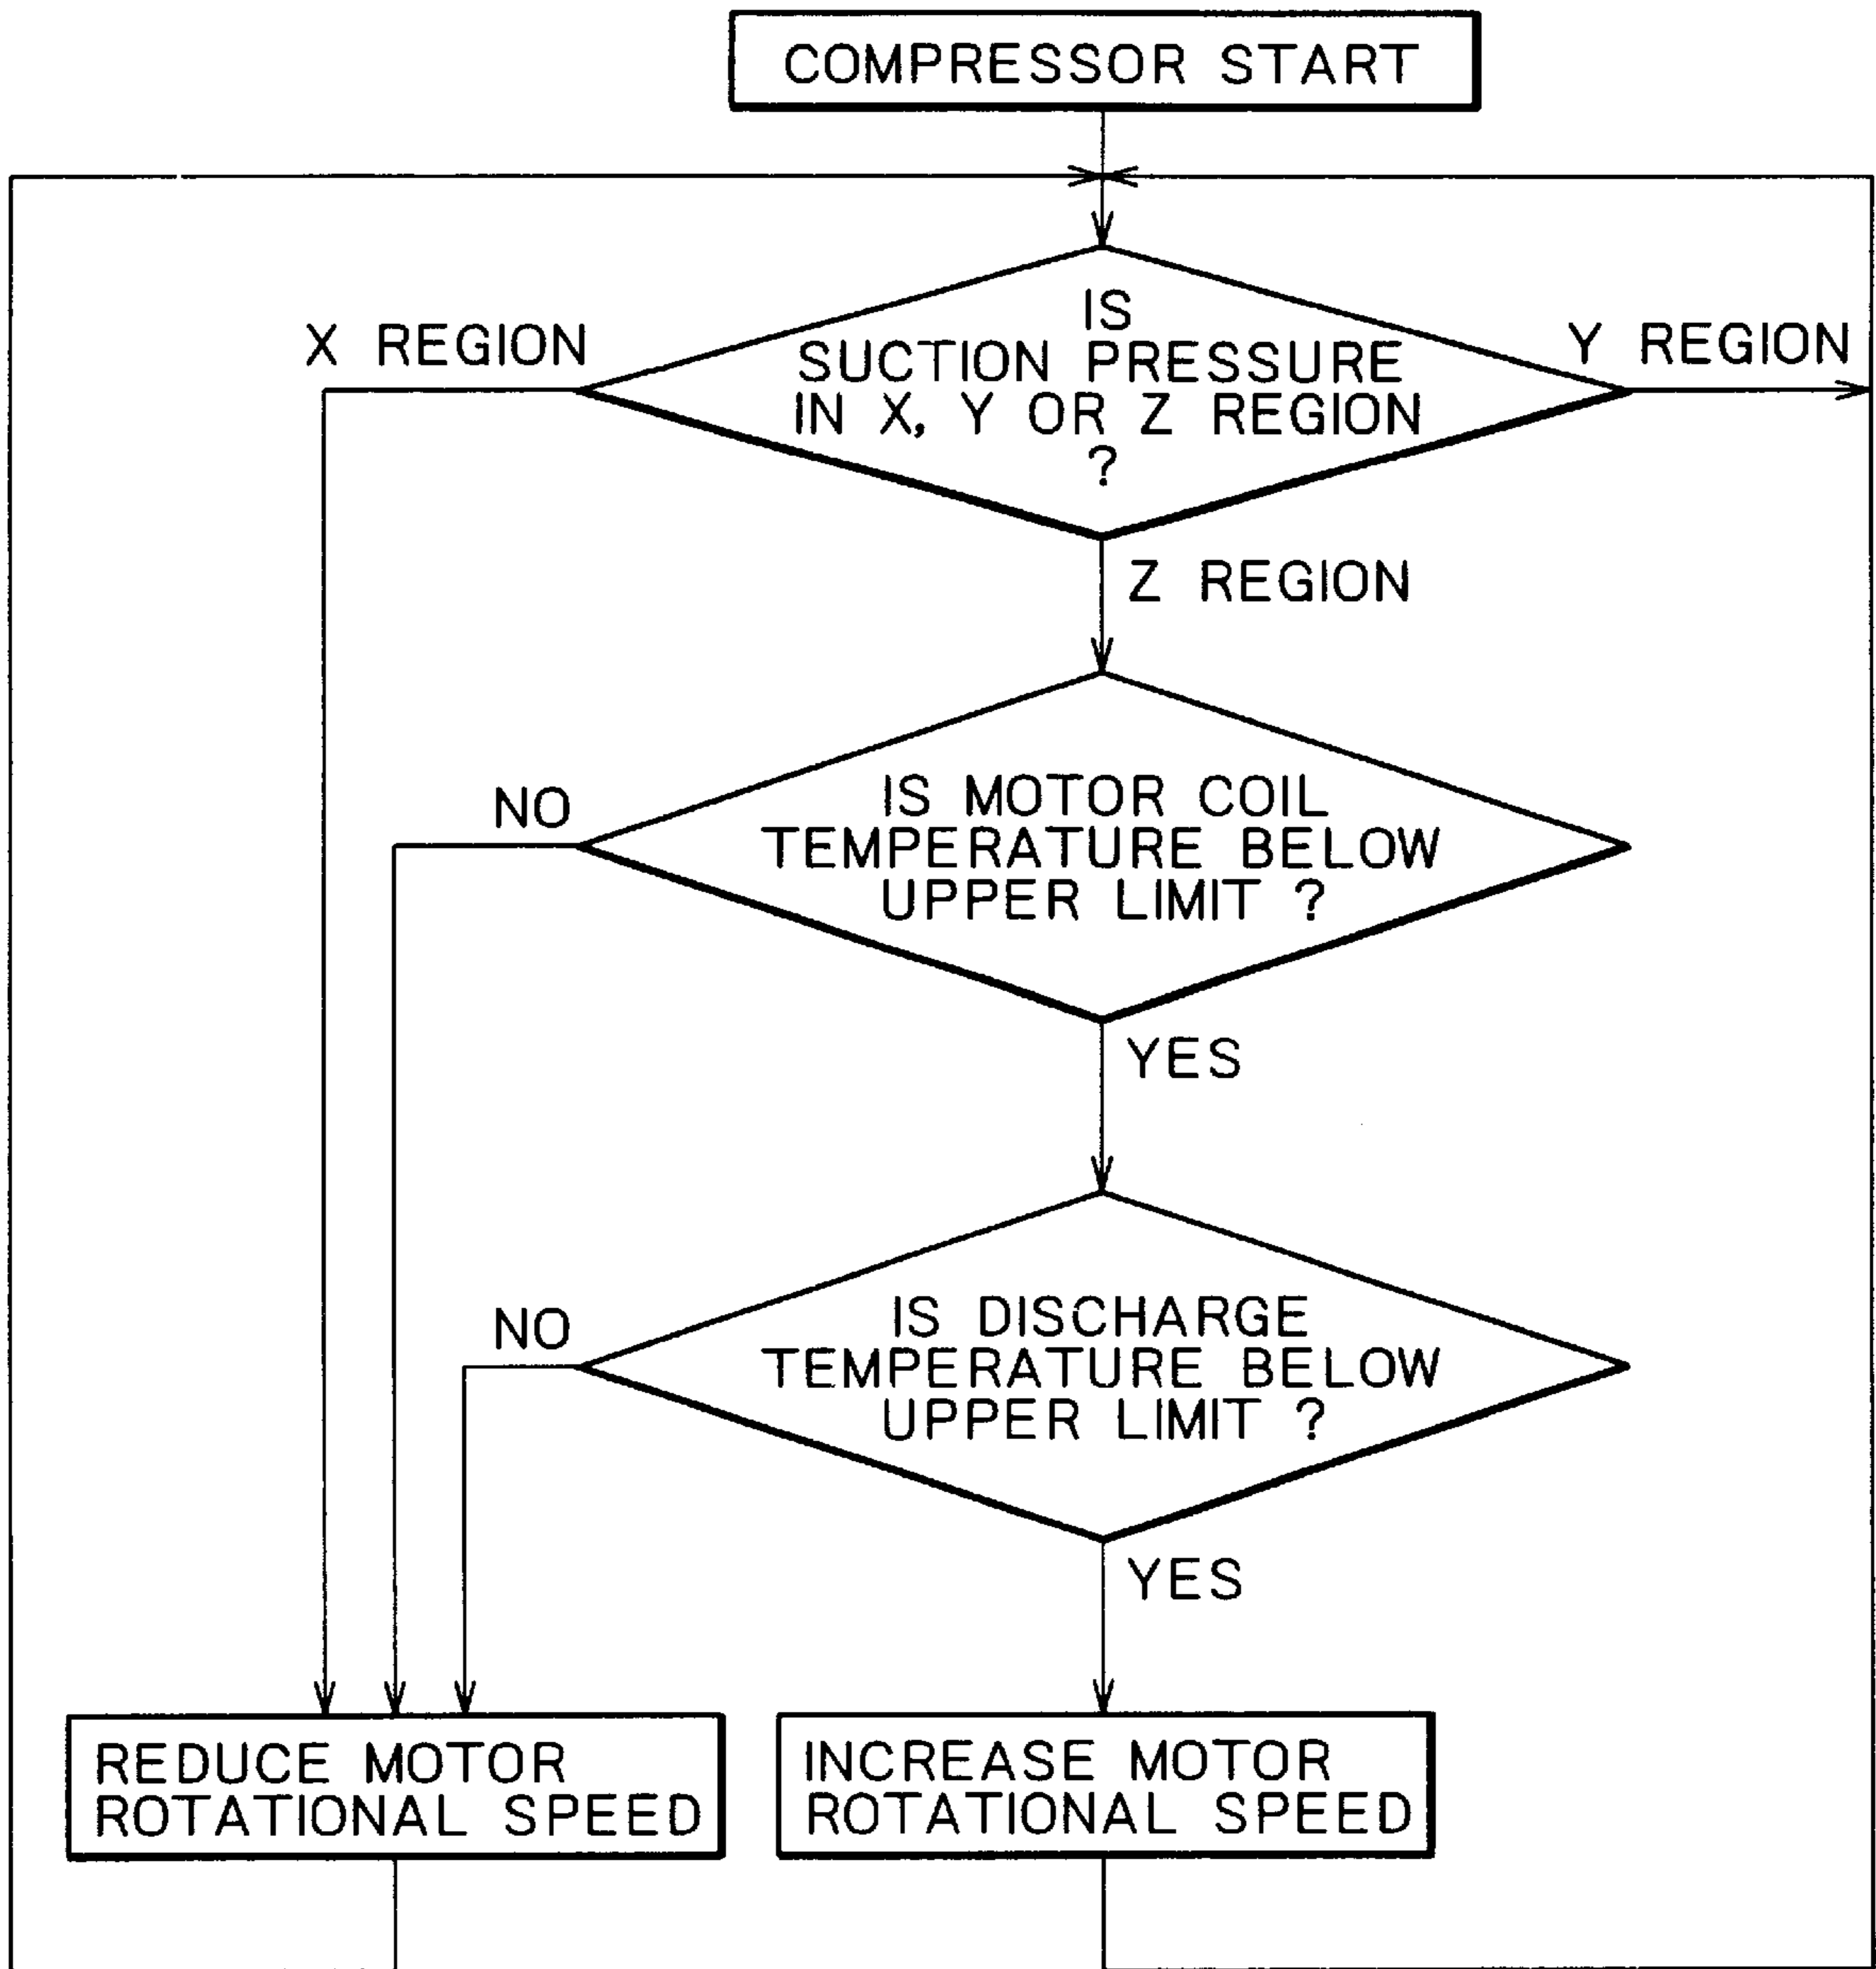 COMPRESSOR START
X REGION
IS
SUCTION PRESSURE
IN X, Y OR Z REGION
?
Y REGION
Z REGION
NO
IS MOTOR COIL
TEMPERATURE BELOW
UPPER LIMIT ?
YES
NO
IS DISCHARGE
TEMPERATURE BELOW
UPPER LIMIT ?
YES
REDUCE MOTOR
ROTATIONAL SPEED
INCREASE MOTOR
ROTATIONAL SPEED